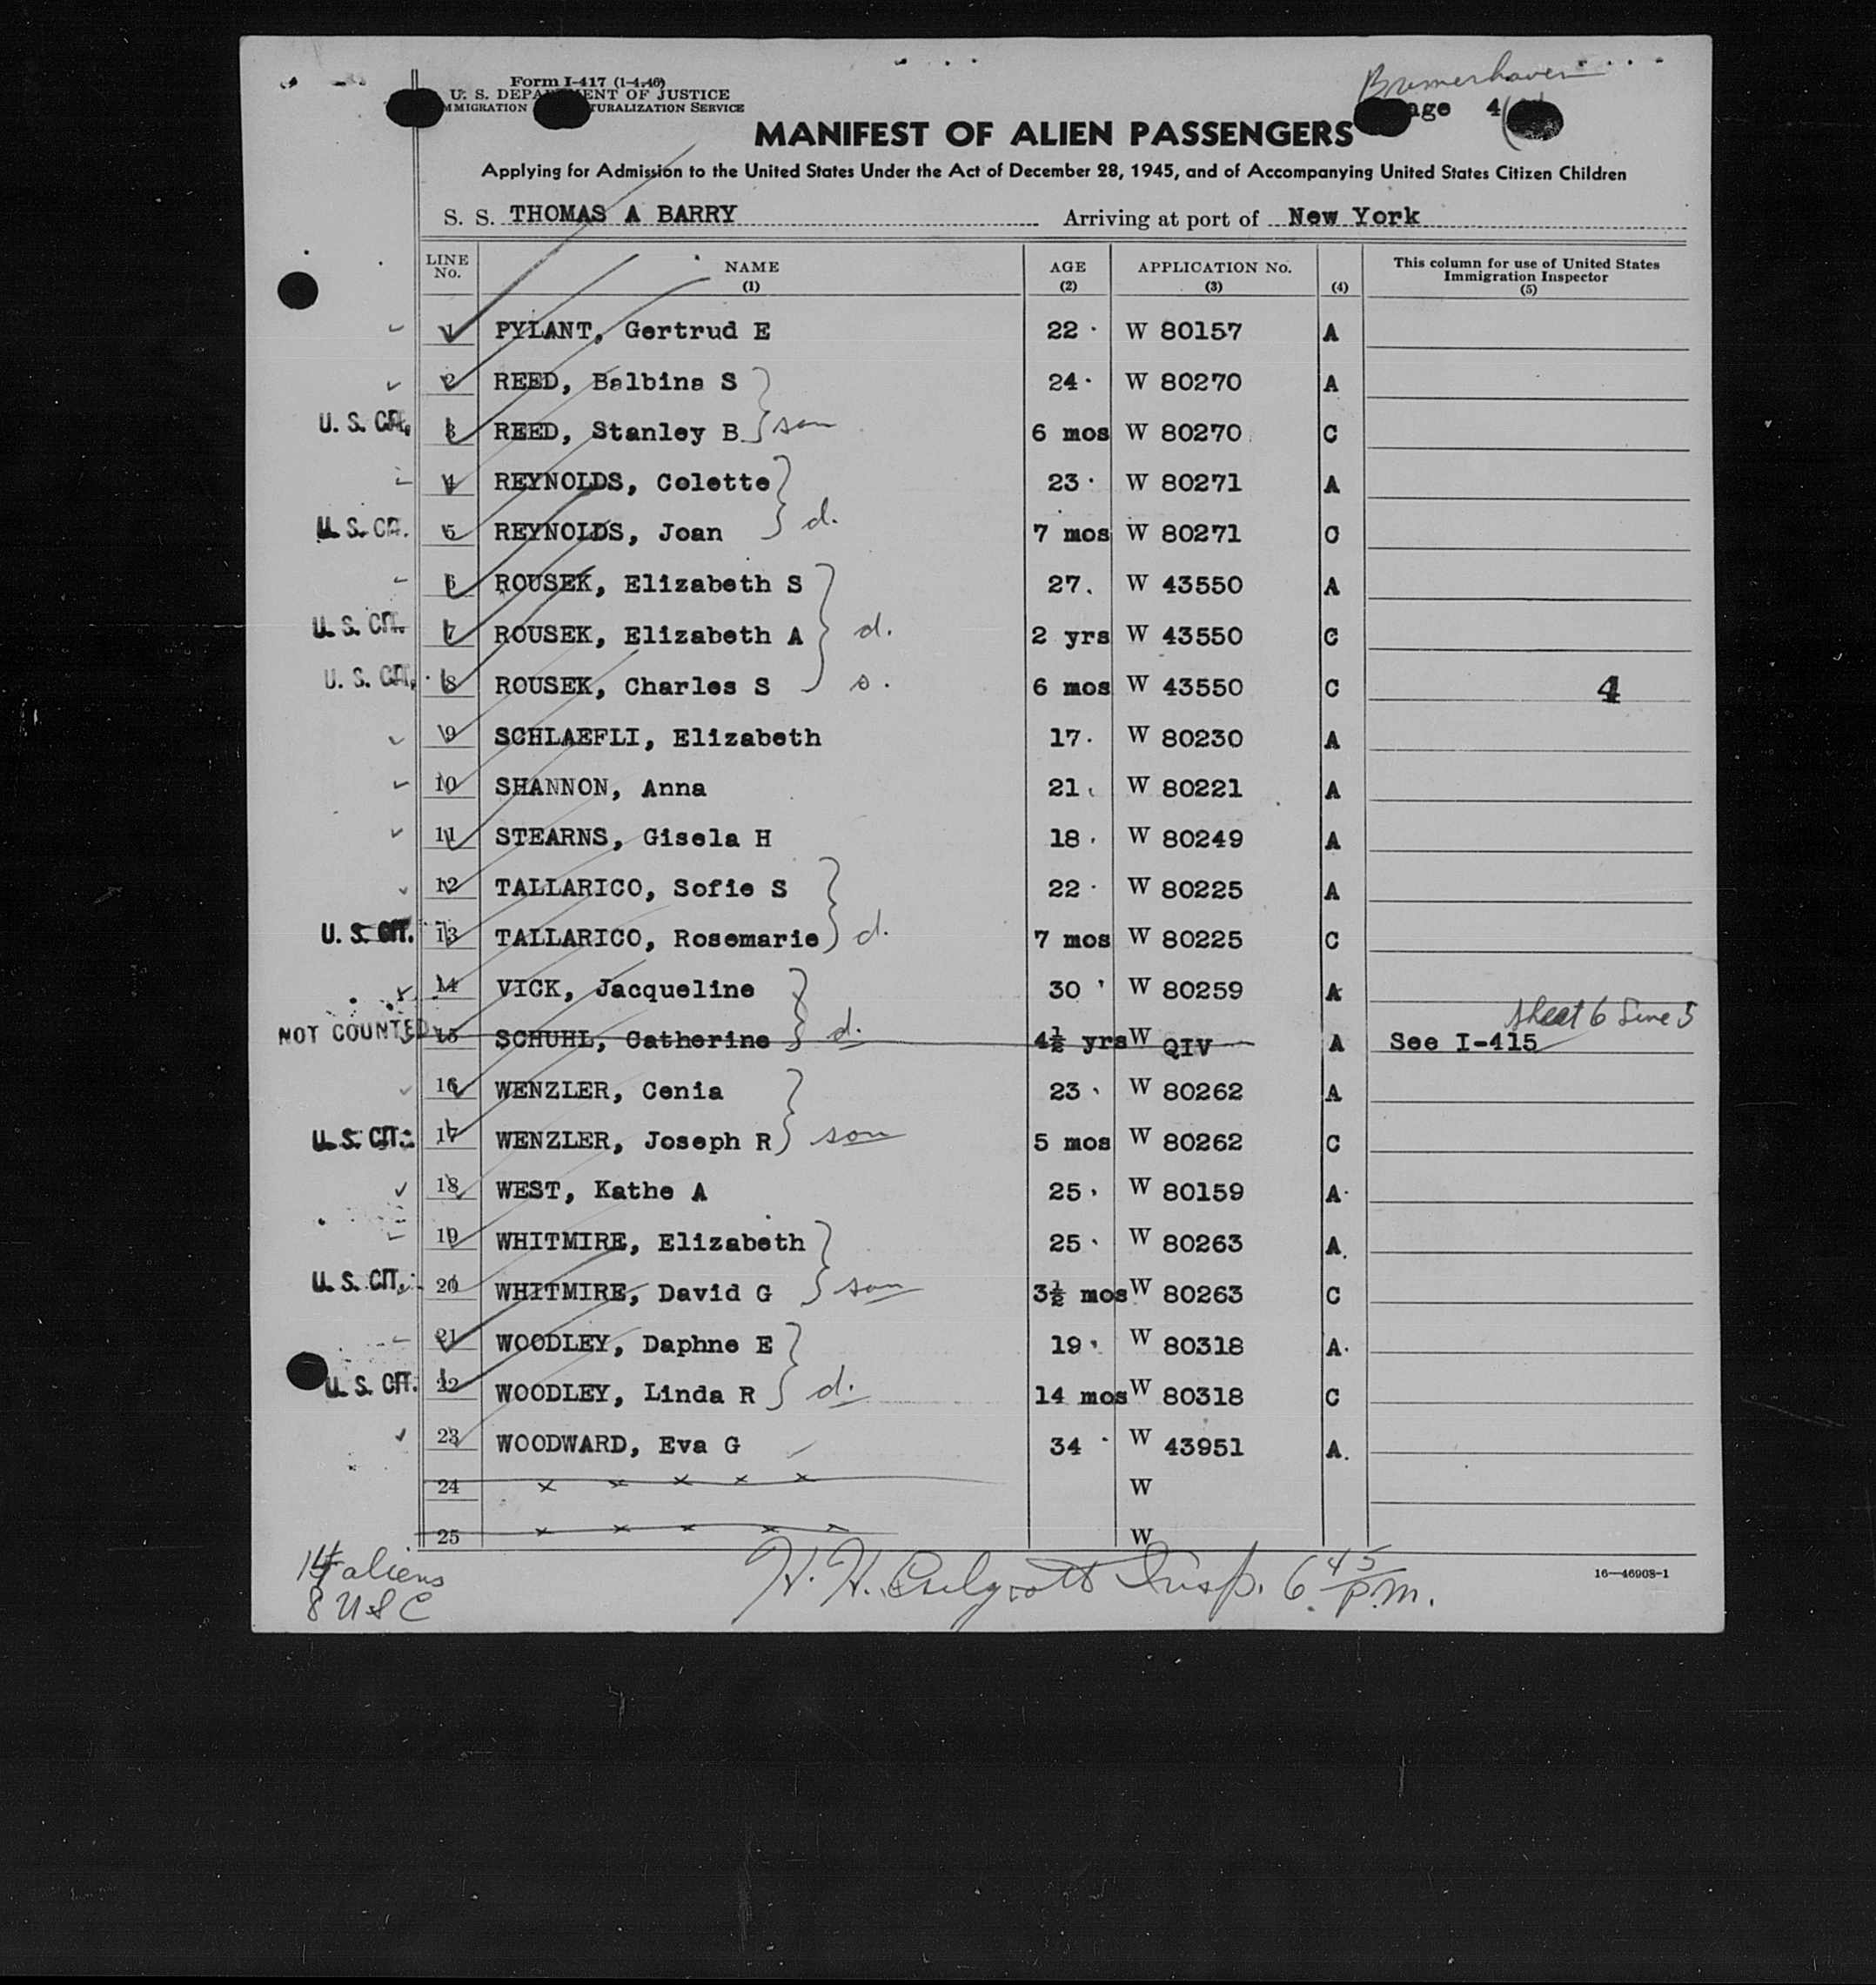 Bremerhaven
Form I-417 (1-4-46)
U. S. DEPA ENT OF JUSTICE
MMIGRATION TURALIZATION SERVICE
age 4
MANIFEST OF ALIEN PASSENGERS
Applying for Admission to the United States Under the Act of December 28, 1945, and of Accompanying United States Citizen Children
S. S. THOMAS A BARRY Arriving at port of New York
LINE No. NAME (1) AGE (2) APPLICATION No. (3) (4) This column for use of United States Immigration Inspector (5)
1 PYLANT, Gertrud E 22 W 80157 A
2 REED, Balbina S 24 W 80270 A
U. S. CIT. 3 REED, Stanley B son 6 mos W 80270 C
4 REYNOLDS, Colette 23 W 80271 A
U. S. CIT. 5 REYNOLDS, Joan d. 7 mos W 80271 C
6 ROUSEK, Elizabeth S 27 W 43550 A
U. S. CIT. 7 ROUSEK, Elizabeth A d. 2 yrs W 43550 C
U. S. CIT. 8 ROUSEK, Charles S s. 6 mos W 43550 C 4
9 SCHLAEFLI, Elizabeth 17 W 80230 A
10 SHANNON, Anna 21 W 80221 A
11 STEARNS, Gisela H 18 W 80249 A
12 TALLARICO, Sofie S 22 W 80225 A
U. S. CIT. 13 TALLARICO, Rosemarie d. 7 mos W 80225 C
14 VICK, Jacqueline 30 W 80259 A
NOT COUNTED 15 SCHUHL, Catherine d. 4½ yrs W QIV A See I-415 sheet 6 Line 5
16 WENZLER, Cenia 23 W 80262 A
U. S. CIT. 17 WENZLER, Joseph R son 5 mos W 80262 C
18 WEST, Kathe A 25 W 80159 A
19 WHITMIRE, Elizabeth 25 W 80263 A
U. S. CIT. 20 WHITMIRE, David G son 3½ mos W 80263 C
21 WOODLEY, Daphne E 19 W 80318 A
U. S. CIT. 22 WOODLEY, Linda R d. 14 mos W 80318 C
23 WOODWARD, Eva G 34 W 43951 A
24 x x x x x W
25 x x x x x W
14 aliens
8 USC
H. H. Insp. 6 45 p.m.
16—46908-1